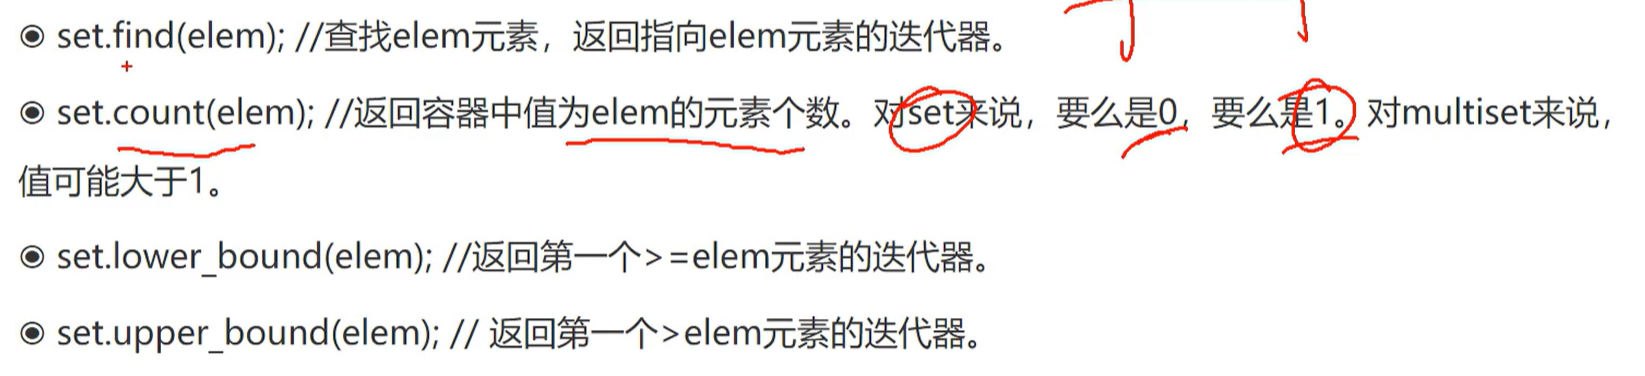 ◉ set.find(elem); //查找elem元素，返回指向elem元素的迭代器。
◉ set.count(elem); //返回容器中值为elem的元素个数。对set来说，要么是0，要么是1。对multiset来说，
值可能大于1。
◉ set.lower_bound(elem); //返回第一个>=elem元素的迭代器。
◉ set.upper_bound(elem); // 返回第一个>elem元素的迭代器。